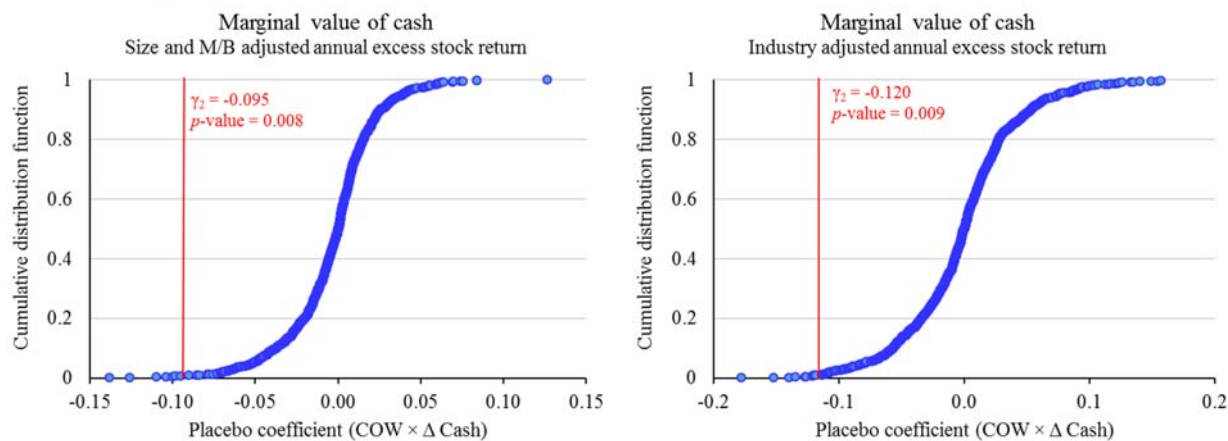 Marginal value of cash
Size and M/B adjusted annual excess stock return
Cumulative distribution function
1
0.8
0.6
0.4
0.2
0
γ₂ = -0.095
p-value = 0.008
-0.15 -0.10 -0.05 0.00 0.05 0.10 0.15
Placebo coefficient (COW × Δ Cash)
Marginal value of cash
Industry adjusted annual excess stock return
Cumulative distribution function
1
0.8
0.6
0.4
0.2
0
γ₂ = -0.120
p-value = 0.009
-0.2 -0.1 0.0 0.1 0.2
Placebo coefficient (COW × Δ Cash)